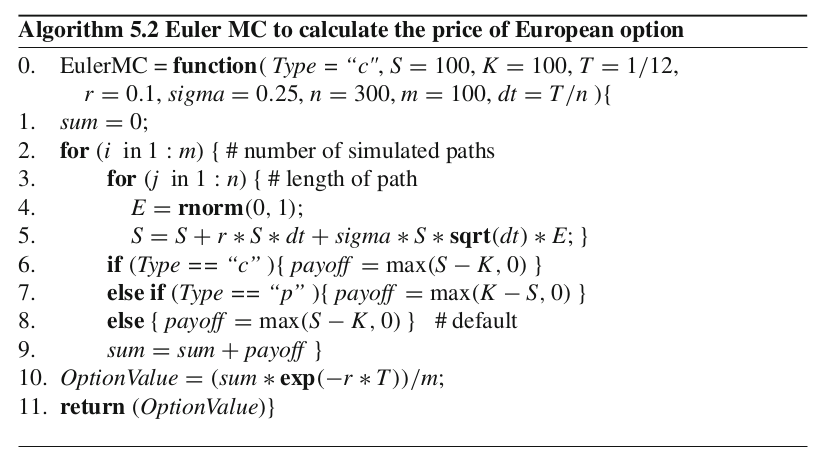 Algorithm 5.2 Euler MC to calculate the price of European option
0. EulerMC = function( Type = “c", S = 100, K = 100, T = 1/12,
r = 0.1, sigma = 0.25, n = 300, m = 100, dt = T/n ){
1. sum = 0;
2. for (i in 1 : m) { # number of simulated paths
3. for (j in 1 : n) { # length of path
4. E = rnorm(0, 1);
5. S = S + r ∗ S ∗ dt + sigma ∗ S ∗ sqrt(dt) ∗ E; }
6. if (Type == “c” ){ payoff = max(S − K, 0) }
7. else if (Type == “p” ){ payoff = max(K − S, 0) }
8. else { payoff = max(S − K, 0) } # default
9. sum = sum + payoff }
10. OptionValue = (sum ∗ exp(−r ∗ T))/m;
11. return (OptionValue)}